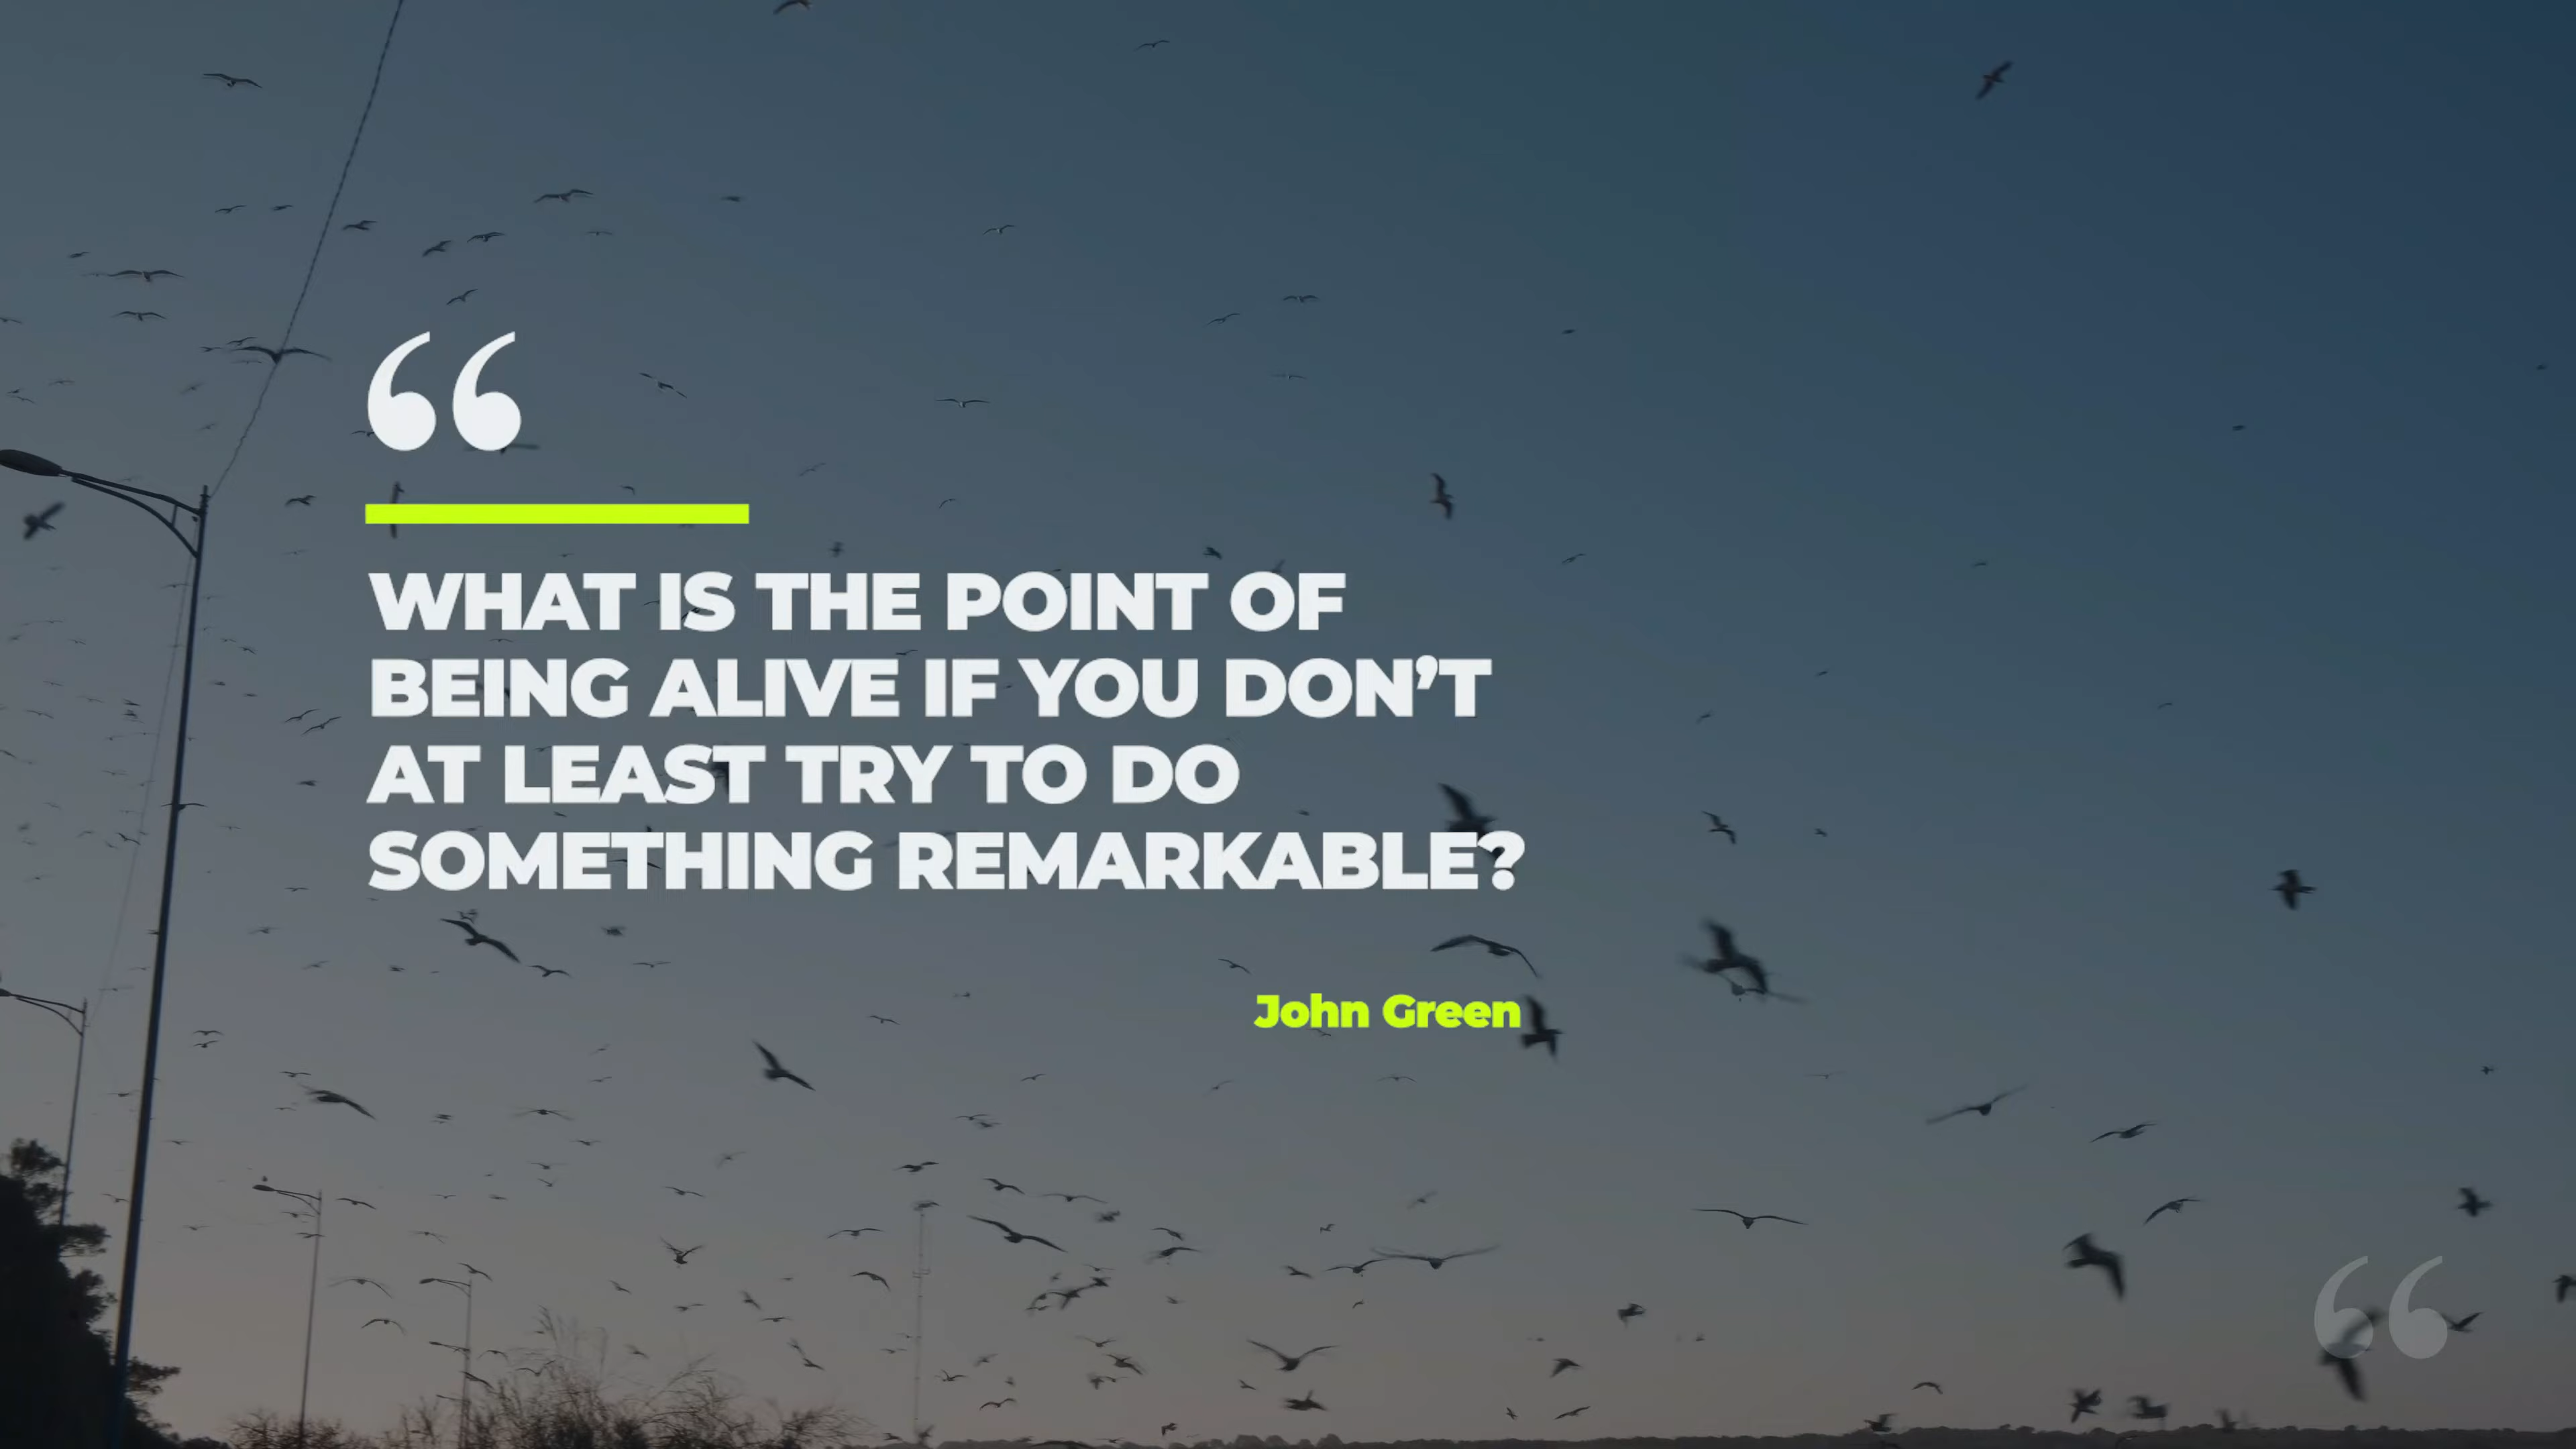 “
WHAT IS THE POINT OF
BEING ALIVE IF YOU DON’T
AT LEAST TRY TO DO
SOMETHING REMARKABLE?
John Green
“